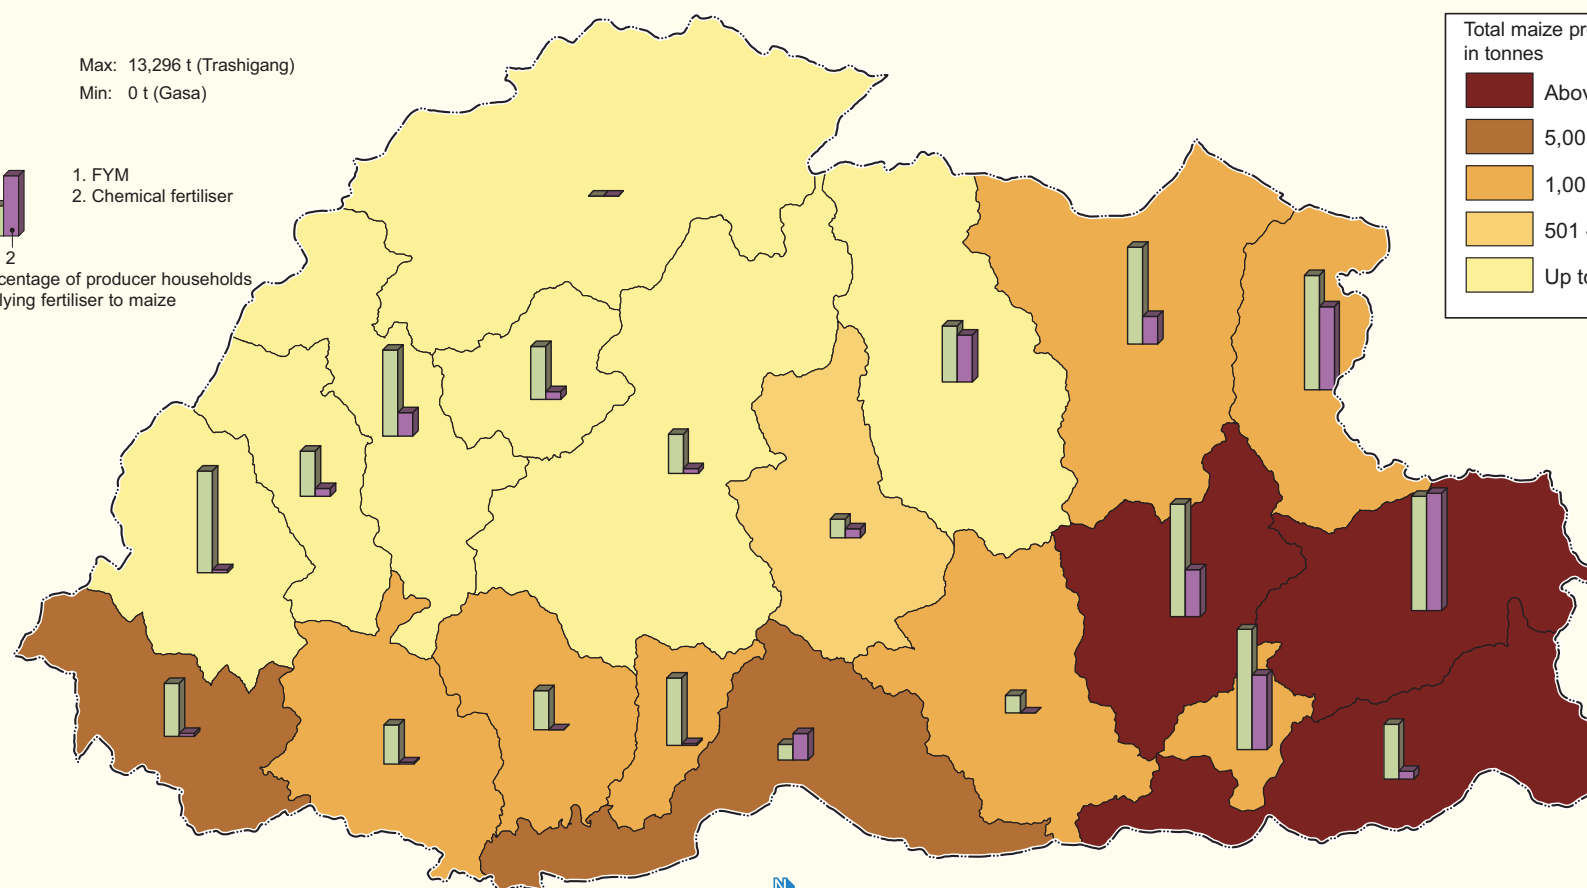 Max: 13,296 t (Trashigang)
Min: 0 t (Gasa)
1. FYM
2. Chemical fertiliser
2
centage of producer households
lying fertiliser to maize
Total maize pr
in tonnes
Abov
5,00
1,00
501
Up to
N